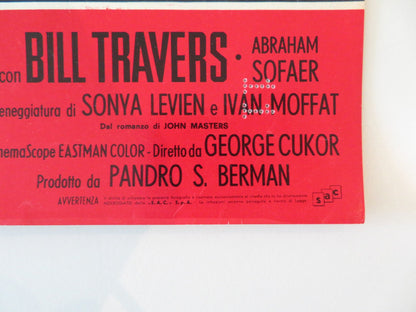 con BILL TRAVERS · ABRAHAM SOFAER
eneggiatura di SONYA LEVIEN e IVAN MOFFAT
Dal romanzo di JOHN MASTERS
nemaScope EASTMAN COLOR - Diretto da GEORGE CUKOR
Prodotto da PANDRO S. BERMAN
AVVERTENZA
sac